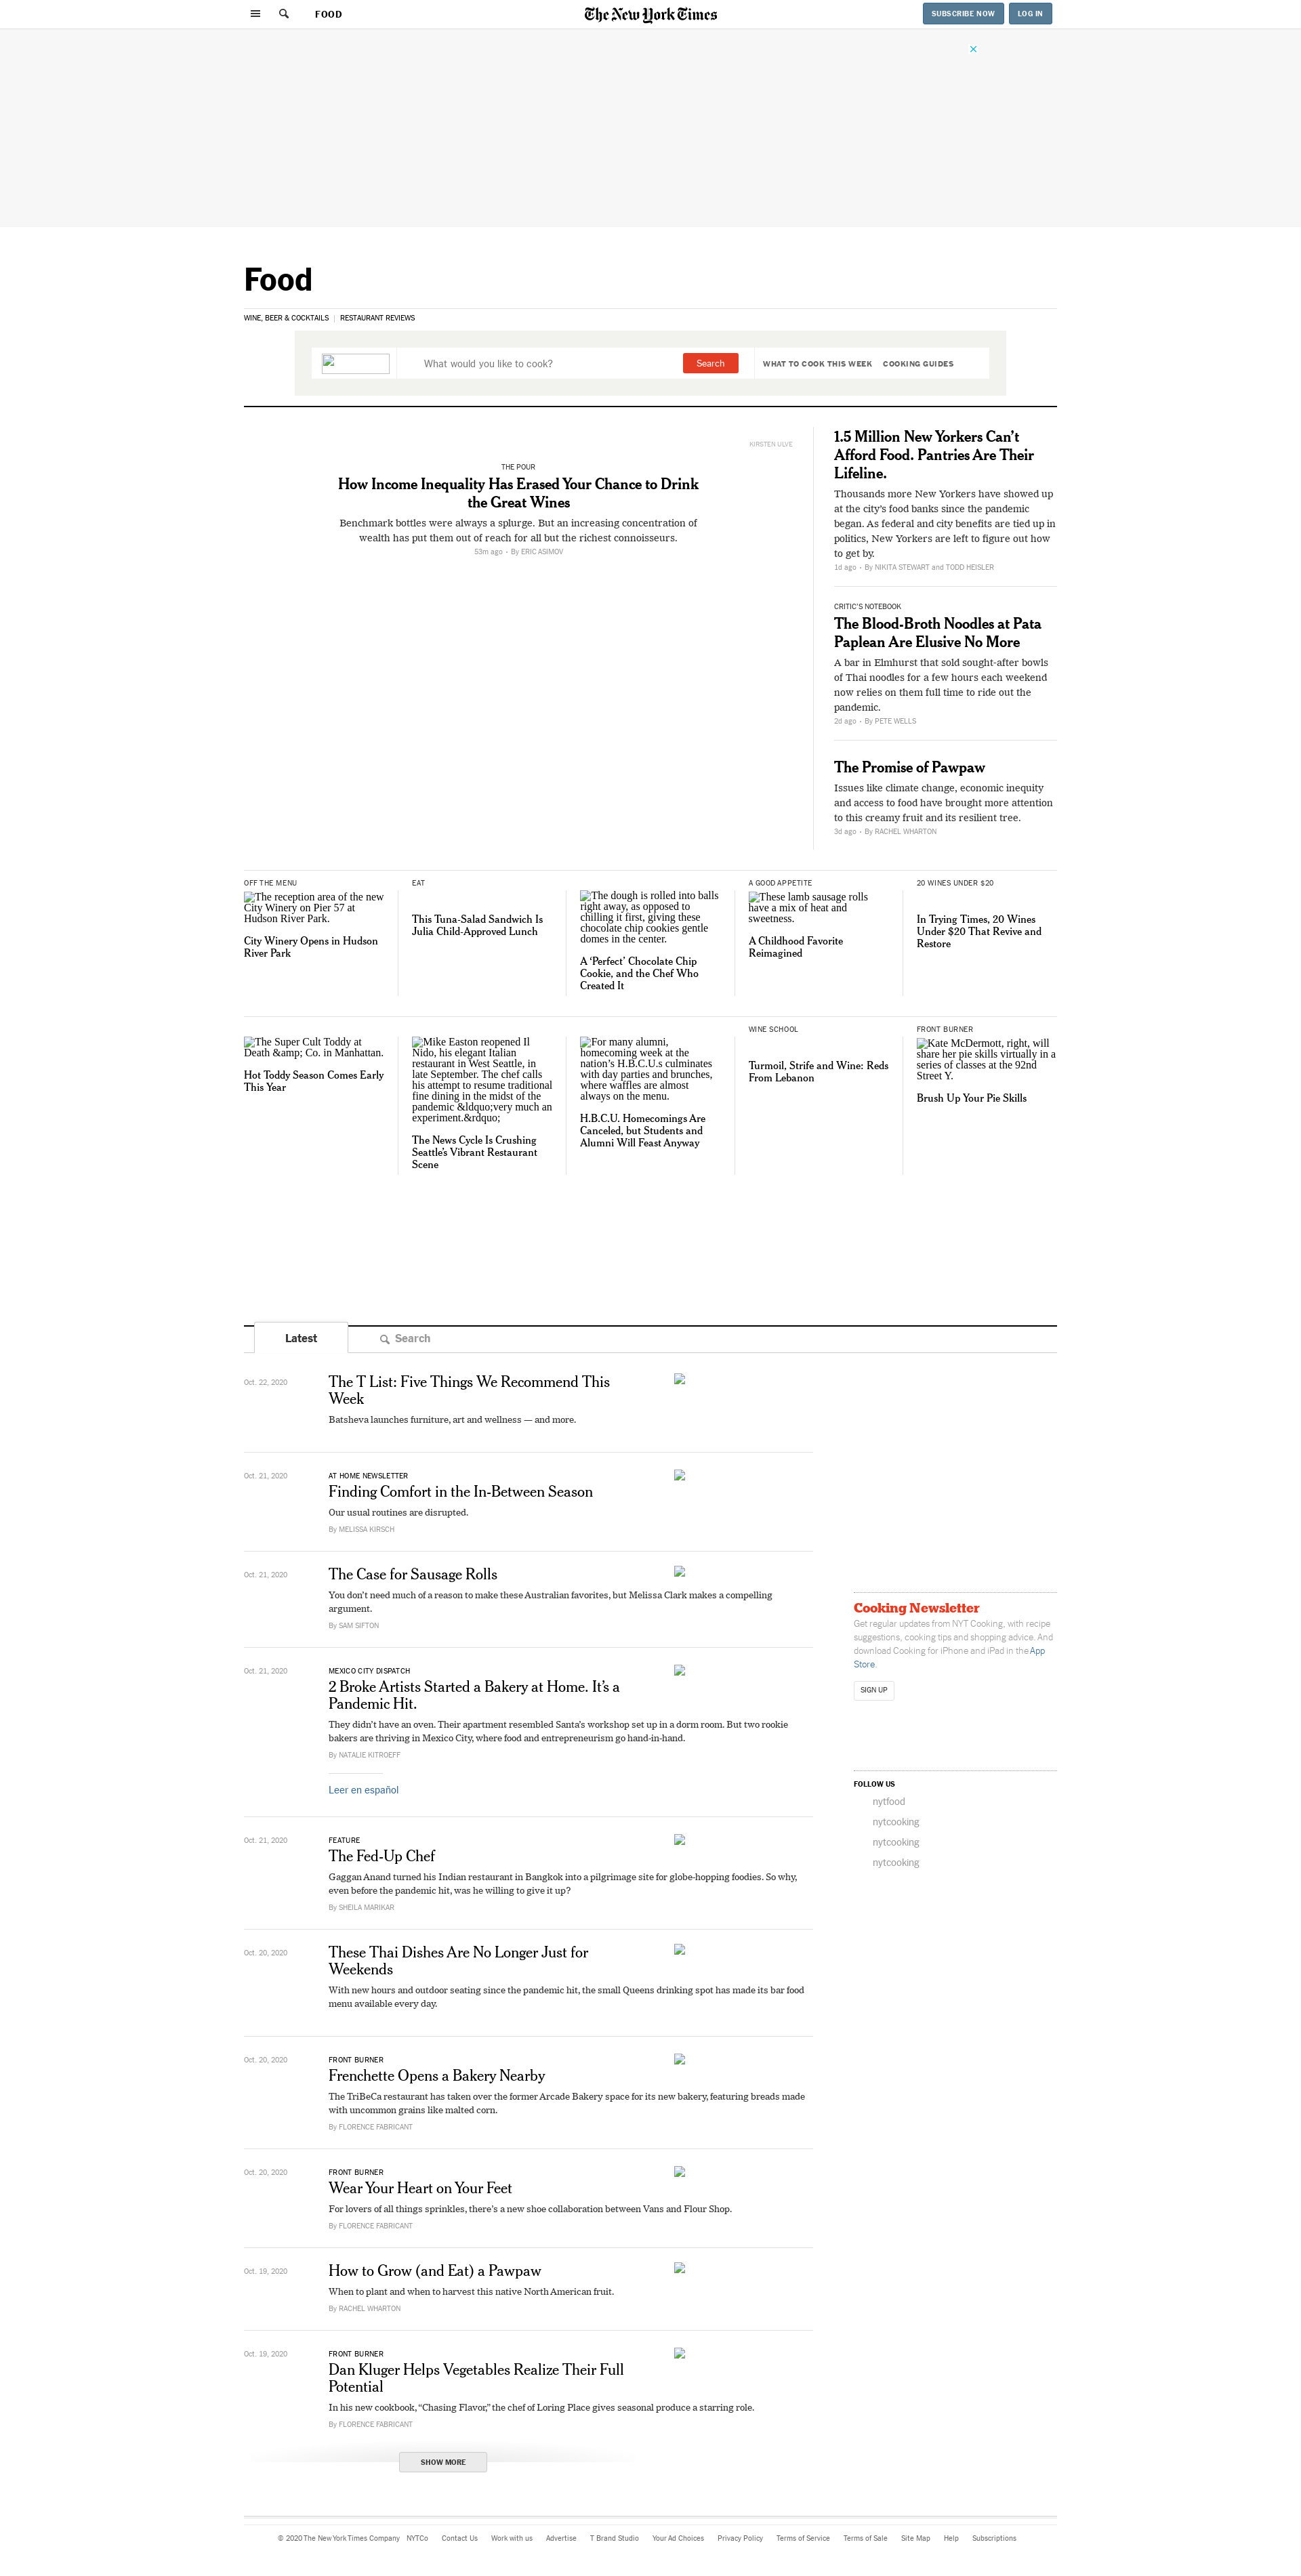 FOOD
The New York Times
SUBSCRIBE NOW
LOG IN
Food
WINE, BEER & COCKTAILS
RESTAURANT REVIEWS
What would you like to cook?
Search
WHAT TO COOK THIS WEEK
COOKING GUIDES
KIRSTEN ULVE
THE POUR
How Income Inequality Has Erased Your Chance to Drink
the Great Wines
Benchmark bottles were always a splurge. But an increasing concentration of
wealth has put them out of reach for all but the richest connoisseurs.
53m ago • By ERIC ASIMOV
1.5 Million New Yorkers Can’t
Afford Food. Pantries Are Their
Lifeline.
Thousands more New Yorkers have showed up
at the city’s food banks since the pandemic
began. As federal and city benefits are tied up in
politics, New Yorkers are left to figure out how
to get by.
1d ago • By NIKITA STEWART and TODD HEISLER
CRITIC’S NOTEBOOK
The Blood-Broth Noodles at Pata
Paplean Are Elusive No More
A bar in Elmhurst that sold sought-after bowls
of Thai noodles for a few hours each weekend
now relies on them full time to ride out the
pandemic.
2d ago • By PETE WELLS
The Promise of Pawpaw
Issues like climate change, economic inequity
and access to food have brought more attention
to this creamy fruit and its resilient tree.
3d ago • By RACHEL WHARTON
OFF THE MENU
The reception area of the new
City Winery on Pier 57 at
Hudson River Park.
City Winery Opens in Hudson
River Park
EAT
This Tuna-Salad Sandwich Is
Julia Child-Approved Lunch
The dough is rolled into balls
right away, as opposed to
chilling it first, giving these
chocolate chip cookies gentle
domes in the center.
A ‘Perfect’ Chocolate Chip
Cookie, and the Chef Who
Created It
A GOOD APPETITE
These lamb sausage rolls
have a mix of heat and
sweetness.
A Childhood Favorite
Reimagined
20 WINES UNDER $20
In Trying Times, 20 Wines
Under $20 That Revive and
Restore
The Super Cult Toddy at
Death &amp; Co. in Manhattan.
Hot Toddy Season Comes Early
This Year
Mike Easton reopened Il
Nido, his elegant Italian
restaurant in West Seattle, in
late September. The chef calls
his attempt to resume traditional
fine dining in the midst of the
pandemic &ldquo;very much an
experiment.&rdquo;
The News Cycle Is Crushing
Seattle’s Vibrant Restaurant
Scene
For many alumni,
homecoming week at the
nation’s H.B.C.U.s culminates
with day parties and brunches,
where waffles are almost
always on the menu.
H.B.C.U. Homecomings Are
Canceled, but Students and
Alumni Will Feast Anyway
WINE SCHOOL
Turmoil, Strife and Wine: Reds
From Lebanon
FRONT BURNER
Kate McDermott, right, will
share her pie skills virtually in a
series of classes at the 92nd
Street Y.
Brush Up Your Pie Skills
Latest
Search
Oct. 22, 2020
The T List: Five Things We Recommend This
Week
Batsheva launches furniture, art and wellness — and more.
Oct. 21, 2020
AT HOME NEWSLETTER
Finding Comfort in the In-Between Season
Our usual routines are disrupted.
By MELISSA KIRSCH
Oct. 21, 2020
The Case for Sausage Rolls
You don’t need much of a reason to make these Australian favorites, but Melissa Clark makes a compelling
argument.
By SAM SIFTON
Oct. 21, 2020
MEXICO CITY DISPATCH
2 Broke Artists Started a Bakery at Home. It’s a
Pandemic Hit.
They didn’t have an oven. Their apartment resembled Santa’s workshop set up in a dorm room. But two rookie
bakers are thriving in Mexico City, where food and entrepreneurism go hand-in-hand.
By NATALIE KITROEFF
Leer en español
Oct. 21, 2020
FEATURE
The Fed-Up Chef
Gaggan Anand turned his Indian restaurant in Bangkok into a pilgrimage site for globe-hopping foodies. So why,
even before the pandemic hit, was he willing to give it up?
By SHEILA MARIKAR
Oct. 20, 2020
These Thai Dishes Are No Longer Just for
Weekends
With new hours and outdoor seating since the pandemic hit, the small Queens drinking spot has made its bar food
menu available every day.
Oct. 20, 2020
FRONT BURNER
Frenchette Opens a Bakery Nearby
The TriBeCa restaurant has taken over the former Arcade Bakery space for its new bakery, featuring breads made
with uncommon grains like malted corn.
By FLORENCE FABRICANT
Oct. 20, 2020
FRONT BURNER
Wear Your Heart on Your Feet
For lovers of all things sprinkles, there’s a new shoe collaboration between Vans and Flour Shop.
By FLORENCE FABRICANT
Oct. 19, 2020
How to Grow (and Eat) a Pawpaw
When to plant and when to harvest this native North American fruit.
By RACHEL WHARTON
Oct. 19, 2020
FRONT BURNER
Dan Kluger Helps Vegetables Realize Their Full
Potential
In his new cookbook, “Chasing Flavor,” the chef of Loring Place gives seasonal produce a starring role.
By FLORENCE FABRICANT
SHOW MORE
Cooking Newsletter
Get regular updates from NYT Cooking, with recipe
suggestions, cooking tips and shopping advice. And
download Cooking for iPhone and iPad in the App
Store.
SIGN UP
FOLLOW US
nytfood
nytcooking
nytcooking
nytcooking
© 2020 The New York Times Company
NYTCo
Contact Us
Work with us
Advertise
T Brand Studio
Your Ad Choices
Privacy Policy
Terms of Service
Terms of Sale
Site Map
Help
Subscriptions